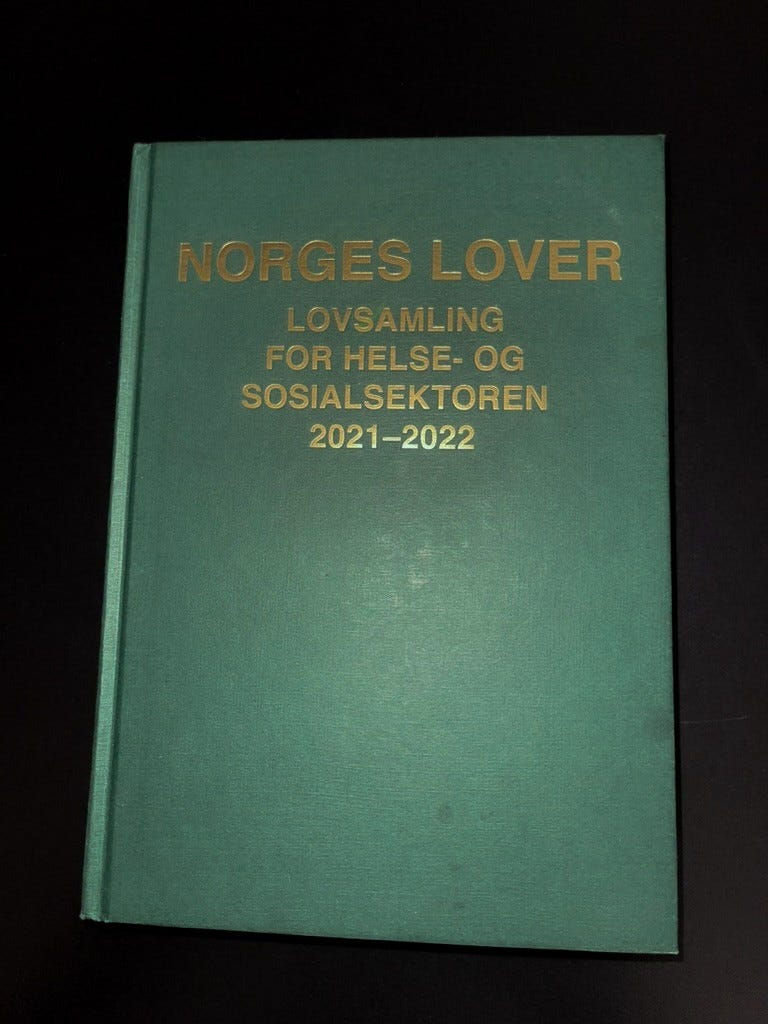 NORGES LOVER
LOVSAMLING
FOR HELSE- OG
SOSIALSEKTOREN
2021–2022